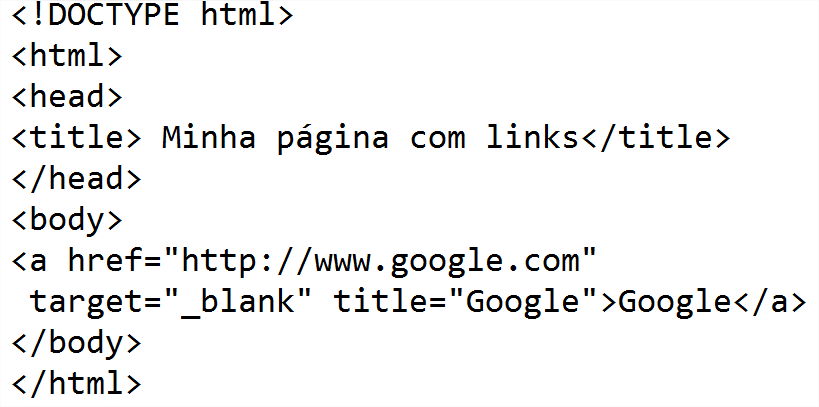 <!DOCTYPE html>
<html>
<head>
<title> Minha página com links</title>
</head>
<body>
<a href="http://www.google.com"
 target="_blank" title="Google">Google</a>
</body>
</html>